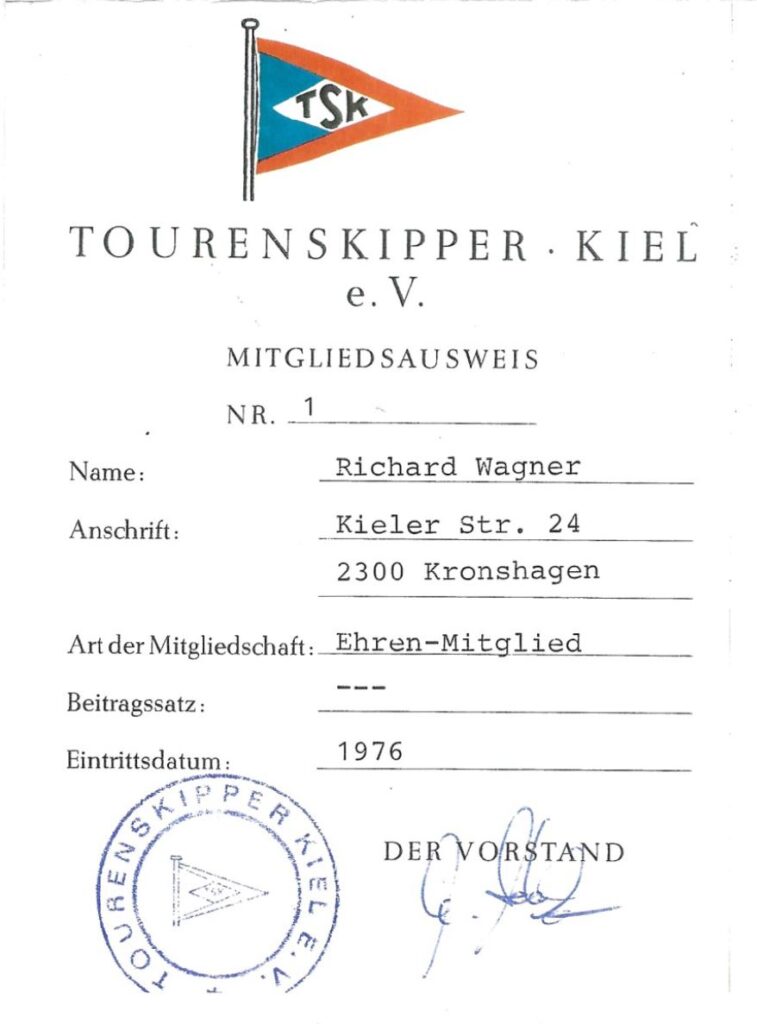 TSK
TOURENSKIPPER · KIEL
e. V.
MITGLIEDSAUSWEIS
NR. 1
Name: Richard Wagner
Anschrift: Kieler Str. 24
2300 Kronshagen
Art der Mitgliedschaft: Ehren-Mitglied
Beitragssatz: ---
Eintrittsdatum: 1976
DER VORSTAND
TOURENSKIPPER KIEL E.V.
TSK